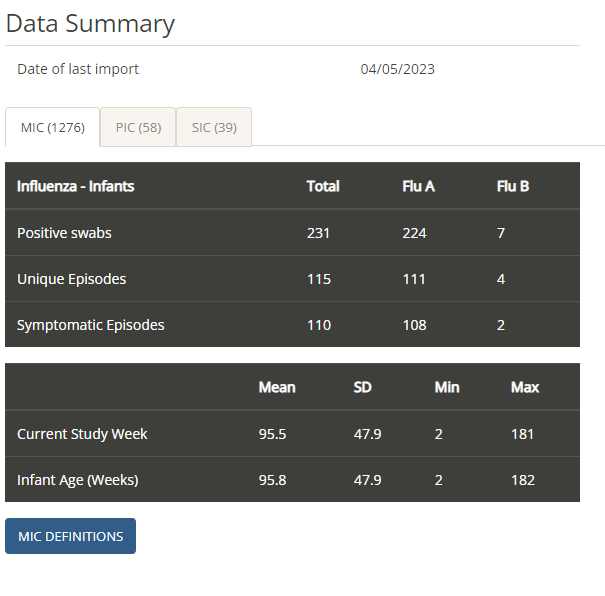 Data Summary
Date of last import 04/05/2023
MIC (1276) PIC (58) SIC (39)
Influenza - Infants Total Flu A Flu B
Positive swabs 231 224 7
Unique Episodes 115 111 4
Symptomatic Episodes 110 108 2
Mean SD Min Max
Current Study Week 95.5 47.9 2 181
Infant Age (Weeks) 95.8 47.9 2 182
MIC DEFINITIONS